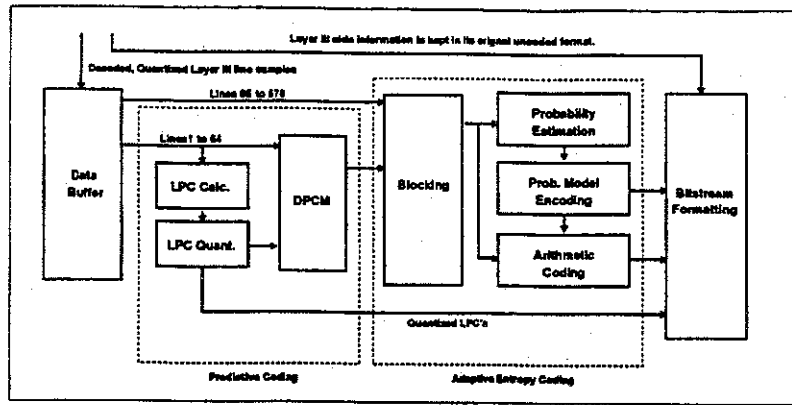 Layer III side information is kept in its orignal uncoded format.
Decoded, Quantized Layer III line samples
Lines 65 to 576
Lines 1 to 64
Data
Buffer
LPC Calc.
LPC Quant.
DPCM
Blocking
Probability
Estimation
Prob. Model
Encoding
Arithmetic
Coding
Bitstream
Formatting
Quantized LPC's
Predictive Coding
Adaptive Entropy Coding